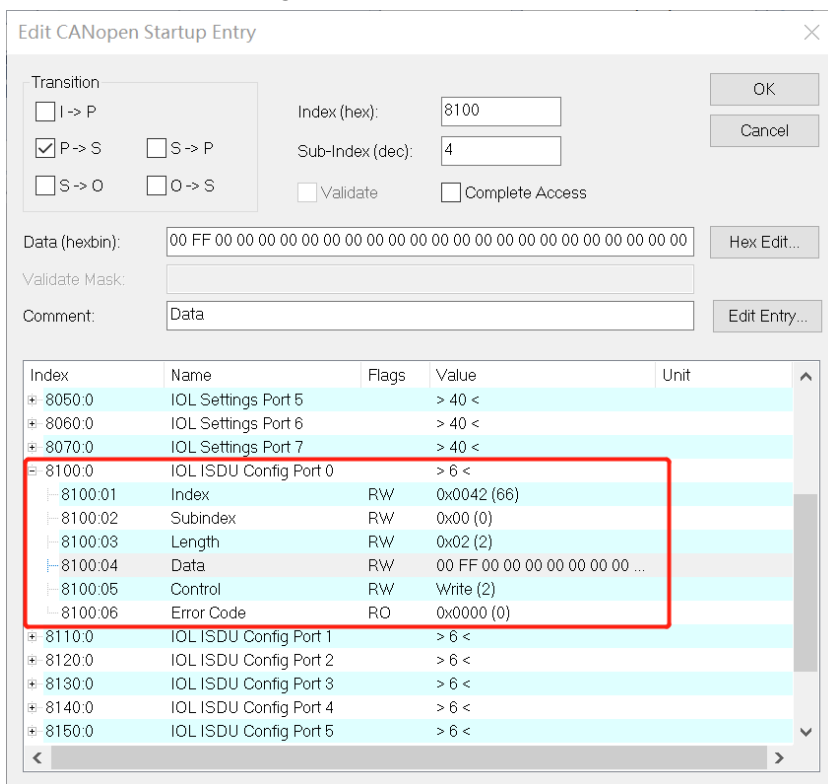 Edit CANopen Startup Entry
Transition
I -> P
P -> S
S -> P
S -> O
O -> S
Index (hex):
8100
Sub-Index (dec):
4
Validate
Complete Access
OK
Cancel
Data (hexbin):
00 FF 00 00 00 00 00 00 00 00 00 00 00 00 00 00 00 00 00 00 00 00 00
Hex Edit...
Validate Mask:
Comment:
Data
Edit Entry...
Index Name Flags Value Unit
8050:0 IOL Settings Port 5 > 40 <
8060:0 IOL Settings Port 6 > 40 <
8070:0 IOL Settings Port 7 > 40 <
8100:0 IOL ISDU Config Port 0 > 6 <
8100:01 Index RW 0x0042 (66)
8100:02 Subindex RW 0x00 (0)
8100:03 Length RW 0x02 (2)
8100:04 Data RW 00 FF 00 00 00 00 00 00 00 ...
8100:05 Control RW Write (2)
8100:06 Error Code RO 0x0000 (0)
8110:0 IOL ISDU Config Port 1 > 6 <
8120:0 IOL ISDU Config Port 2 > 6 <
8130:0 IOL ISDU Config Port 3 > 6 <
8140:0 IOL ISDU Config Port 4 > 6 <
8150:0 IOL ISDU Config Port 5 > 6 <